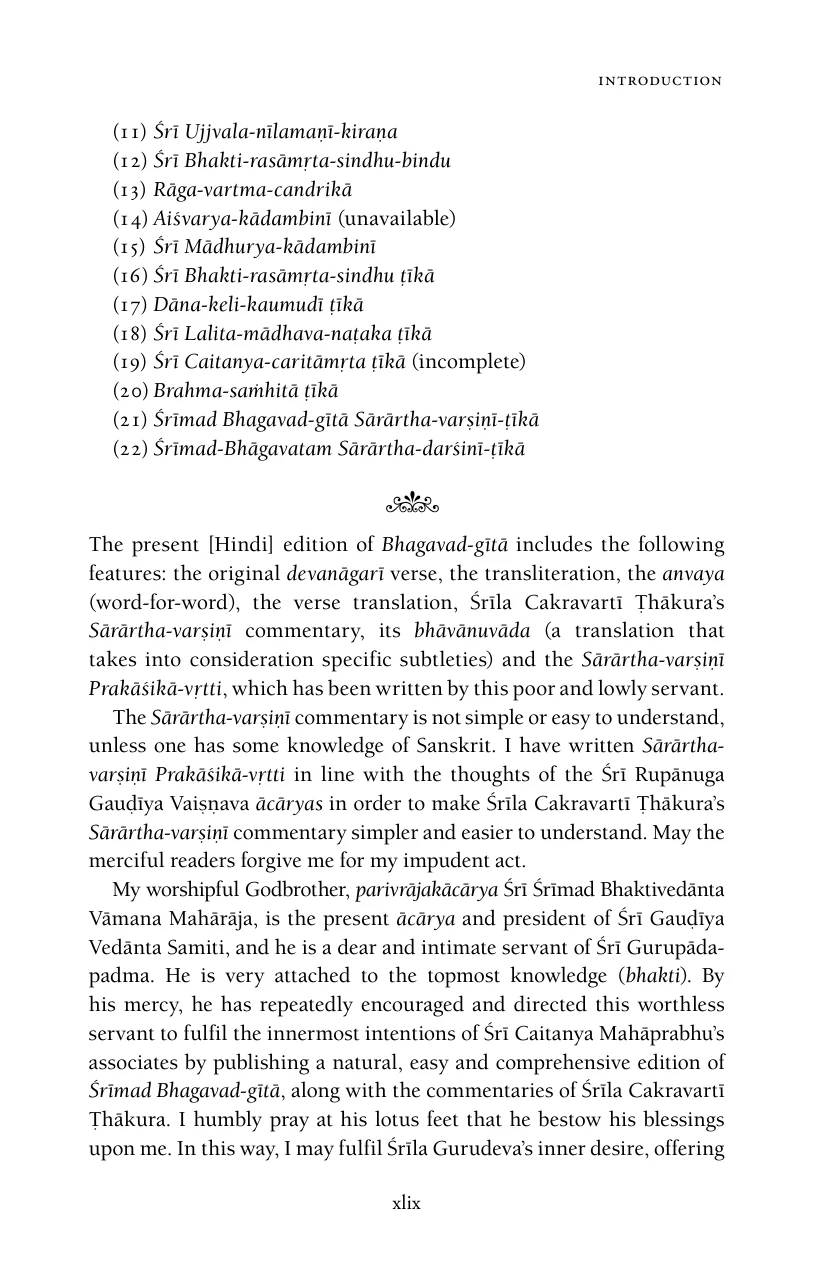 INTRODUCTION
(11) Śrī Ujjvala-nīlamaṇī-kiraṇa
(12) Śrī Bhakti-rasāmṛta-sindhu-bindu
(13) Rāga-vartma-candrikā
(14) Aiśvarya-kādambinī (unavailable)
(15) Śrī Mādhurya-kādambinī
(16) Śrī Bhakti-rasāmṛta-sindhu ṭīkā
(17) Dāna-keli-kaumudī ṭīkā
(18) Śrī Lalita-mādhava-naṭaka ṭīkā
(19) Śrī Caitanya-caritāmṛta ṭīkā (incomplete)
(20) Brahma-saṁhitā ṭīkā
(21) Śrīmad Bhagavad-gītā Sārārtha-varṣiṇī-ṭīkā
(22) Śrīmad-Bhāgavatam Sārārtha-darśinī-ṭīkā
The present [Hindi] edition of Bhagavad-gītā includes the following
features: the original devanāgarī verse, the transliteration, the anvaya
(word-for-word), the verse translation, Śrīla Cakravartī Ṭhākura’s
Sārārtha-varṣiṇī commentary, its bhāvānuvāda (a translation that
takes into consideration specific subtleties) and the Sārārtha-varṣiṇī
Prakāśikā-vṛtti, which has been written by this poor and lowly servant.
The Sārārtha-varṣiṇī commentary is not simple or easy to understand,
unless one has some knowledge of Sanskrit. I have written Sārārtha-
varṣiṇī Prakāśikā-vṛtti in line with the thoughts of the Śrī Rupānuga
Gauḍīya Vaiṣṇava ācāryas in order to make Śrīla Cakravartī Ṭhākura’s
Sārārtha-varṣiṇī commentary simpler and easier to understand. May the
merciful readers forgive me for my impudent act.
My worshipful Godbrother, parivrājakācārya Śrī Śrīmad Bhaktivedānta
Vāmana Mahārāja, is the present ācārya and president of Śrī Gauḍīya
Vedānta Samiti, and he is a dear and intimate servant of Śrī Gurupāda-
padma. He is very attached to the topmost knowledge (bhakti). By
his mercy, he has repeatedly encouraged and directed this worthless
servant to fulfil the innermost intentions of Śrī Caitanya Mahāprabhu’s
associates by publishing a natural, easy and comprehensive edition of
Śrīmad Bhagavad-gītā, along with the commentaries of Śrīla Cakravartī
Ṭhākura. I humbly pray at his lotus feet that he bestow his blessings
upon me. In this way, I may fulfil Śrīla Gurudeva’s inner desire, offering
xlix